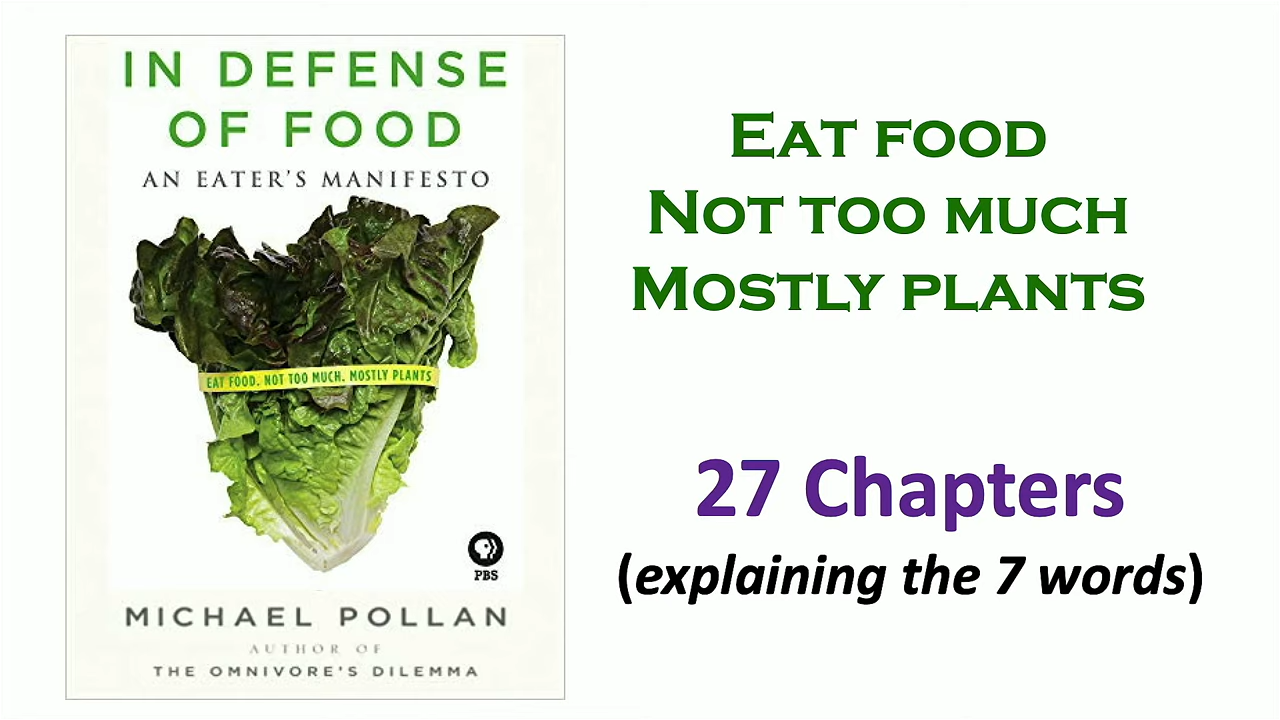 IN DEFENSE
OF FOOD
AN EATER'S MANIFESTO
EAT FOOD. NOT TOO MUCH. MOSTLY PLANTS
PBS
MICHAEL POLLAN
AUTHOR OF
THE OMNIVORE'S DILEMMA
EAT FOOD
NOT TOO MUCH
MOSTLY PLANTS
27 Chapters
(explaining the 7 words)